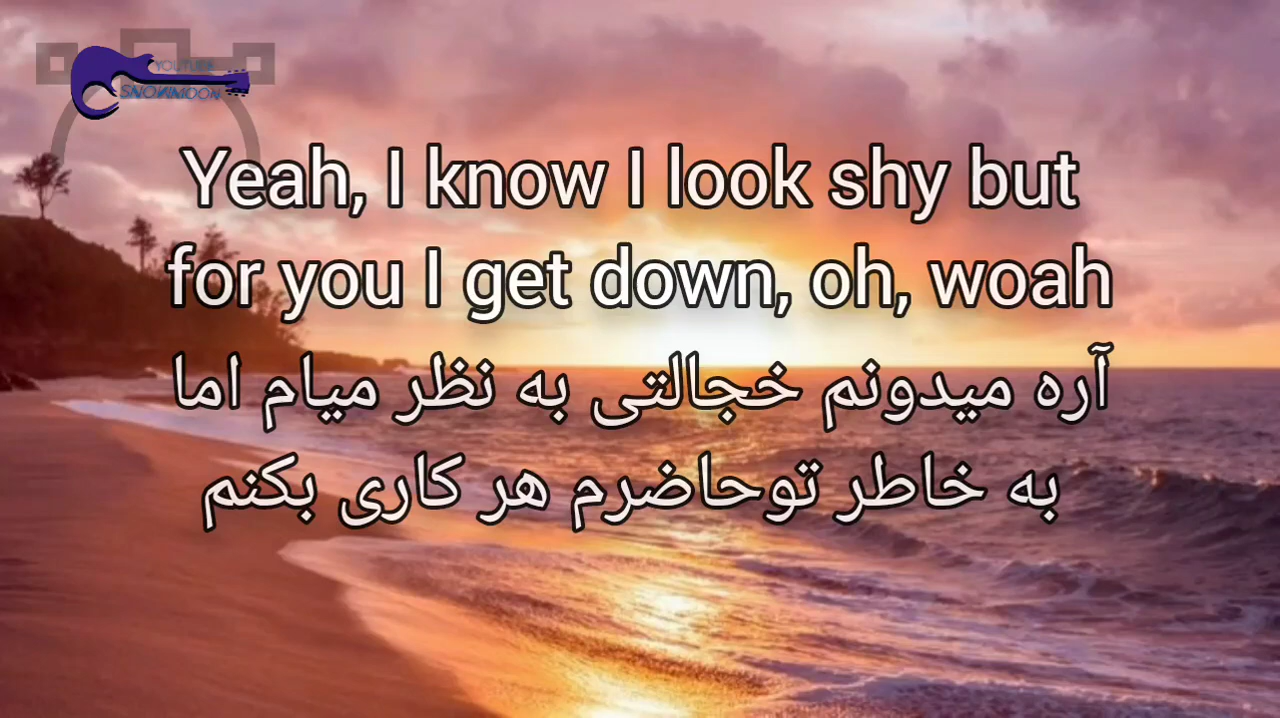 YOUTUBE
SNOWMOON
Yeah, I know I look shy but
for you I get down, oh, woah
آره میدونم خجالتی به نظر میام اما
به خاطر توحاضرم هر کاری بکنم